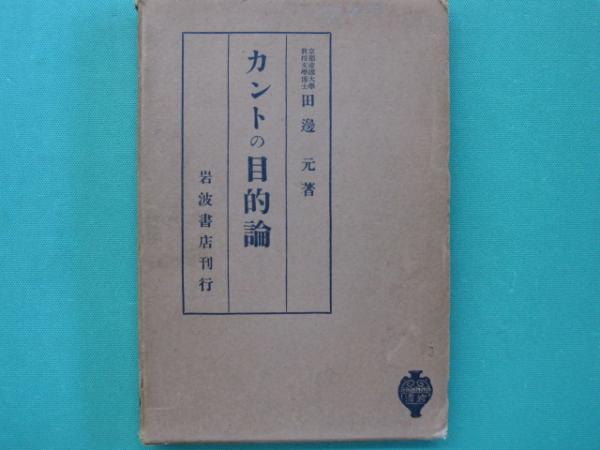 京都帝國大學
教授文學博士
田邊 元著
カントの目的論
岩波書店刊行